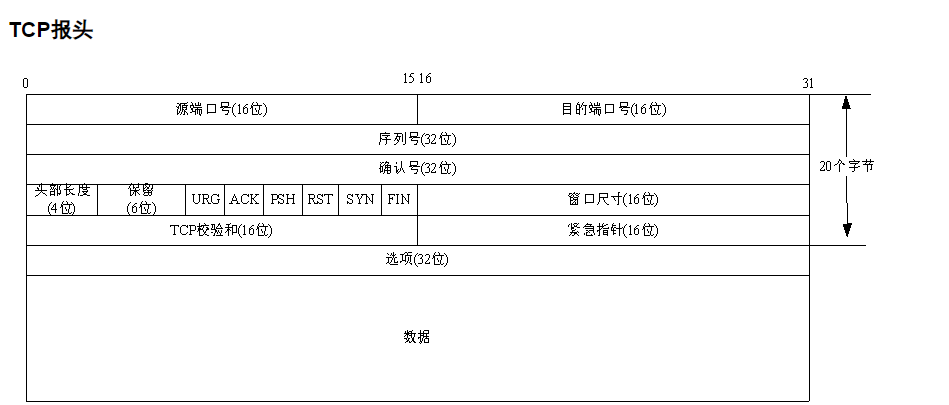 TCP报头
0 15 16 31
源端口号(16位) 目的端口号(16位)
序列号(32位)
确认号(32位)
20个字节
头部长度 保留
(4位) (6位) URG ACK PSH RST SYN FIN 窗口尺寸(16位)
TCP校验和(16位) 紧急指针(16位)
选项(32位)
数据